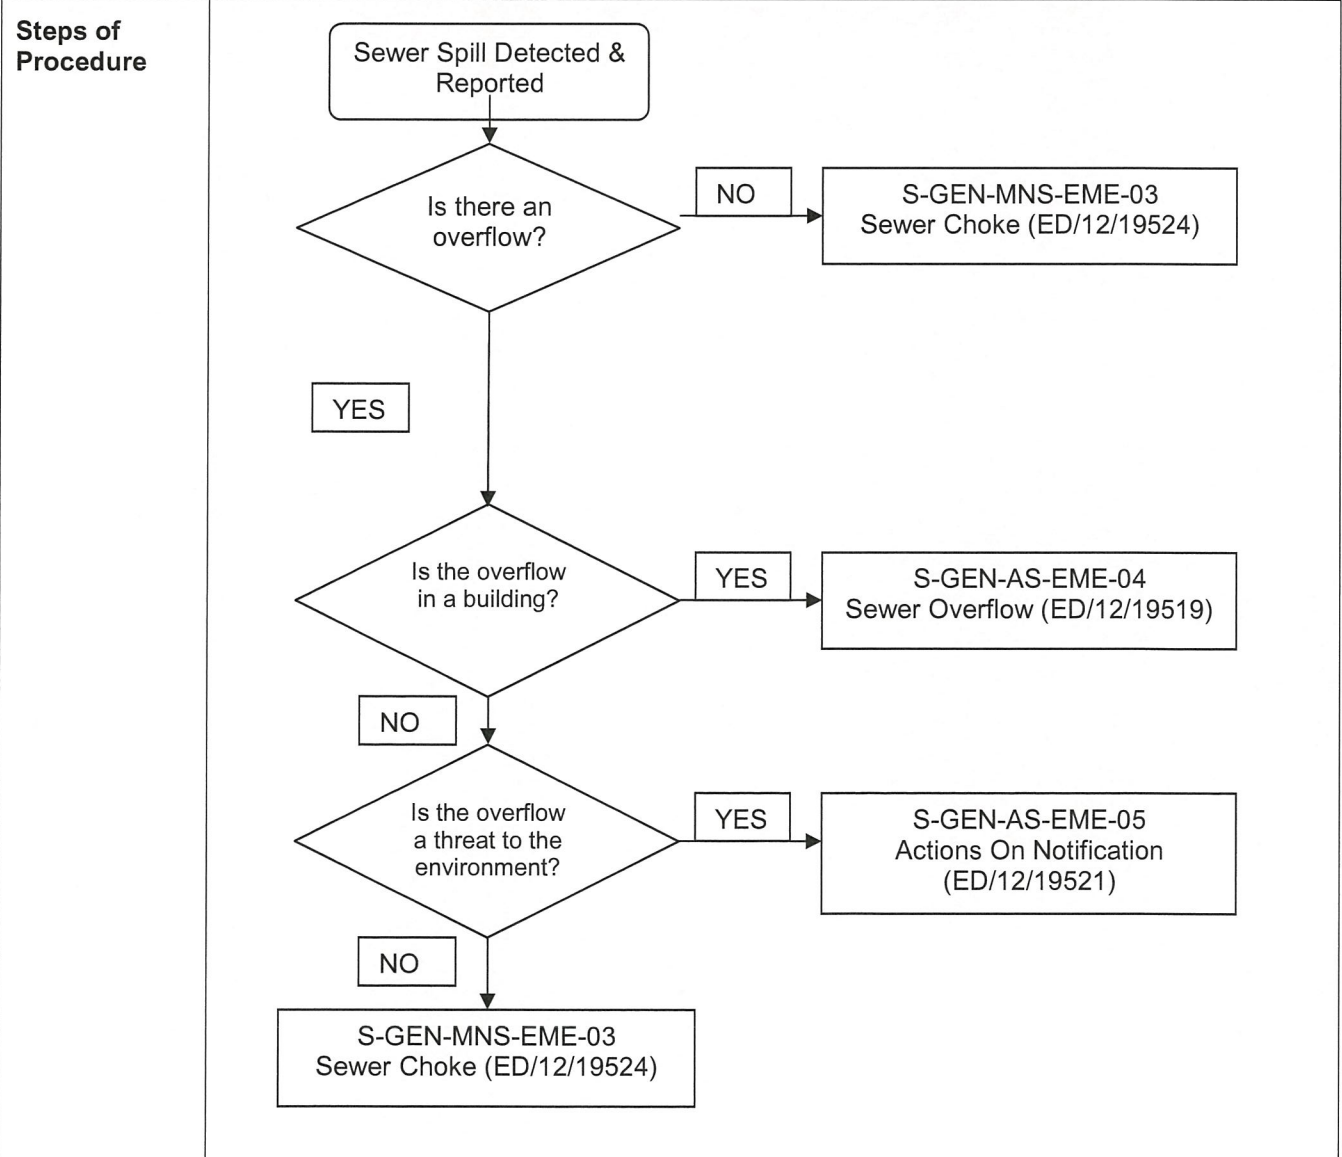 Steps of
Procedure
Sewer Spill Detected &
Reported
Is there an
overflow?
NO
S-GEN-MNS-EME-03
Sewer Choke (ED/12/19524)
YES
Is the overflow
in a building?
YES
S-GEN-AS-EME-04
Sewer Overflow (ED/12/19519)
NO
Is the overflow
a threat to the
environment?
YES
S-GEN-AS-EME-05
Actions On Notification
(ED/12/19521)
NO
S-GEN-MNS-EME-03
Sewer Choke (ED/12/19524)